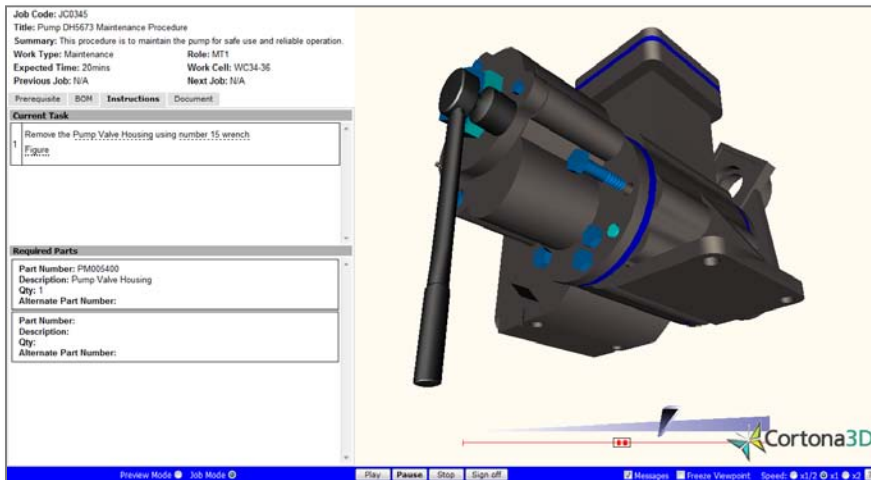 Job Code: JC0345
Title: Pump DH5673 Maintenance Procedure
Summary: This procedure is to maintain the pump for safe use and reliable operation.
Work Type: Maintenance Role: MT1
Expected Time: 20mins Work Cell: WC34-36
Previous Job: N/A Next Job: N/A
Prerequisite BOM Instructions Document
Current Task
1 Remove the Pump Valve Housing using number 15 wrench
Figure
Required Parts
Part Number: PM005400
Description: Pump Valve Housing
Qty: 1
Alternate Part Number:
Part Number:
Description:
Qty:
Alternate Part Number:
Cortona3D
Preview Mode Job Mode Play Pause Stop Sign off Messages Freeze Viewpoint Speed: x1/2 x1 x2